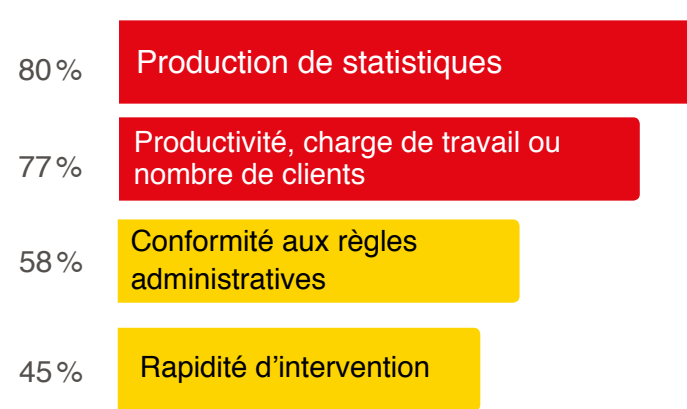 80 %
Production de statistiques
77 %
Productivité, charge de travail ou
nombre de clients
58 %
Conformité aux règles
administratives
45 %
Rapidité d’intervention